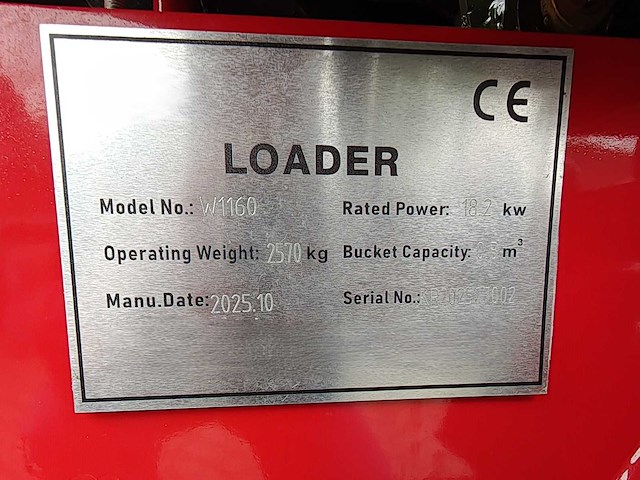 CE
LOADER
Model No.: W1160 Rated Power: 18.2 kw
Operating Weight: 2570 kg Bucket Capacity: m³
Manu.Date: 2025.10 Serial No.: